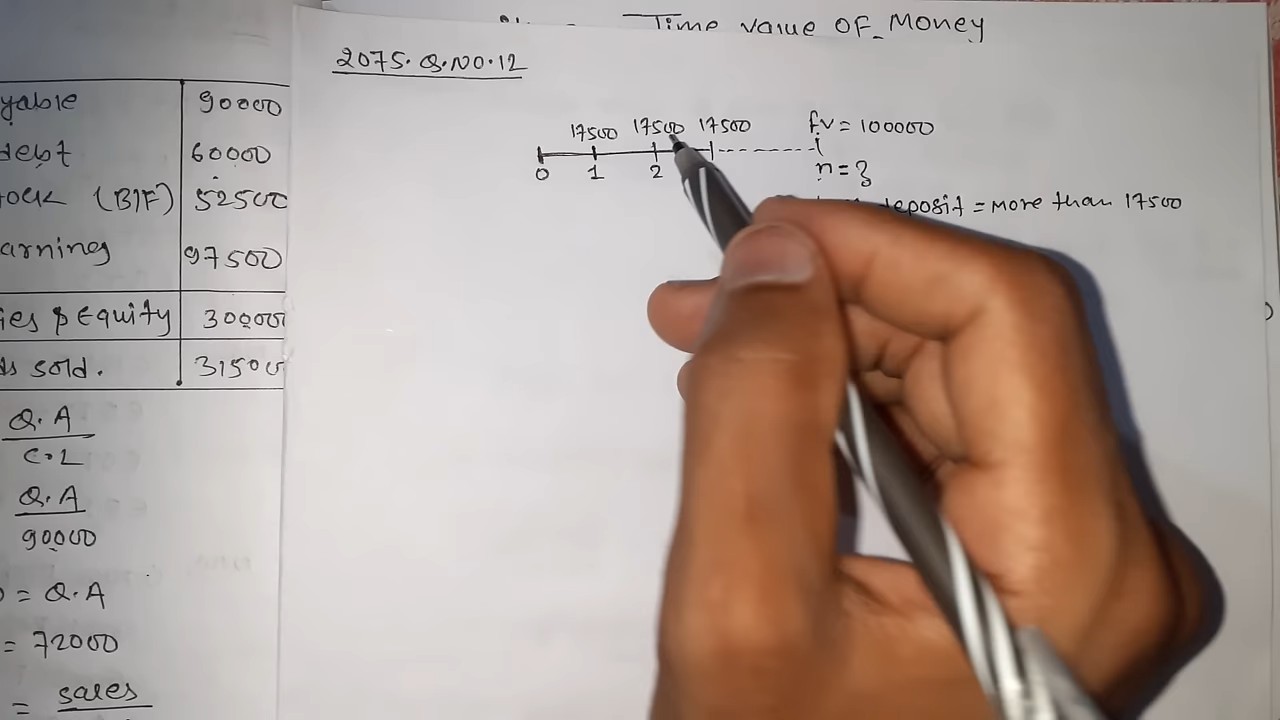 Time value OF Money
2075. Q.NO.12
17500 17500 17500
fv = 100000
0 1 2
n = ?
deposit = more than 17500
yable 90000
debt 60000
ock (B/F) 52500
arning 97500
ies & Equity 300000
ds sold. 31500
Q.A
C.L
Q.A
90000
= Q.A
= 72000
= sales